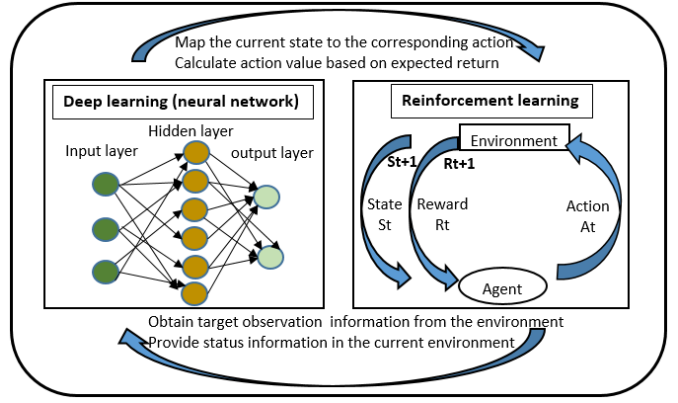 Map the current state to the corresponding action
Calculate action value based on expected return
Deep learning (neural network)
Hidden layer
Input layer
output layer
Reinforcement learning
Environment
St+1
Rt+1
State
St
Reward
Rt
Action
At
Agent
Obtain target observation information from the environment
Provide status information in the current environment